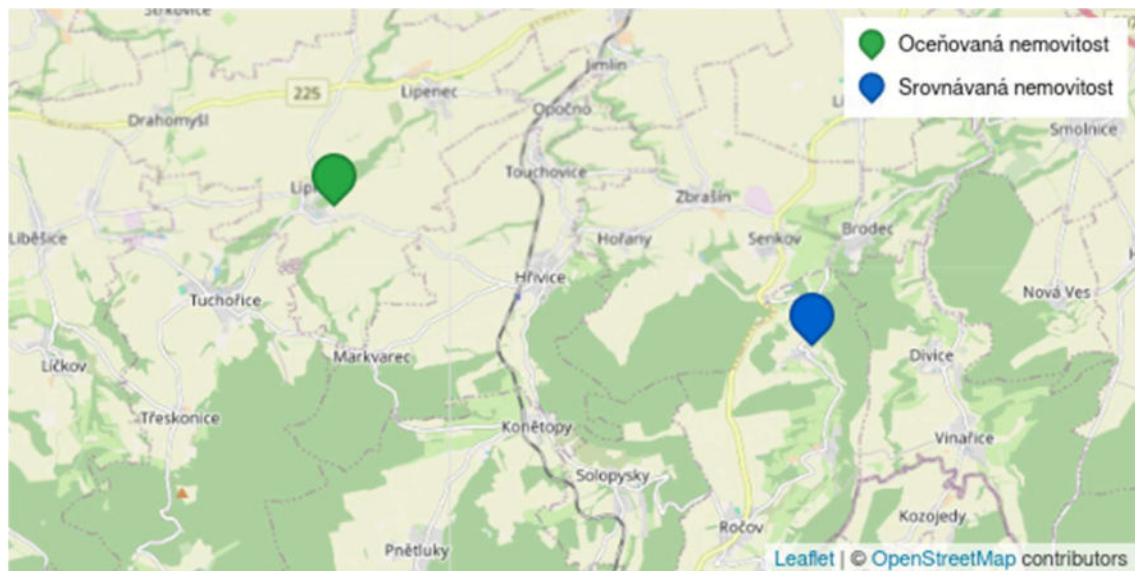 Oceňovaná nemovitost
Srovnávaná nemovitost
Jimlín
225
Lipenec
Opočno
Drahomyšl
Smolnice
Touchovice
Zbrašín
Liběšice
Hořany
Senkov
Brodec
Hřivice
Tuchořice
Nová Ves
Markvarec
Divice
Líčkov
Třeskonice
Konětopy
Vinařice
Solopysky
Ročov
Kozojedy
Pnětluky
Leaflet | © OpenStreetMap contributors